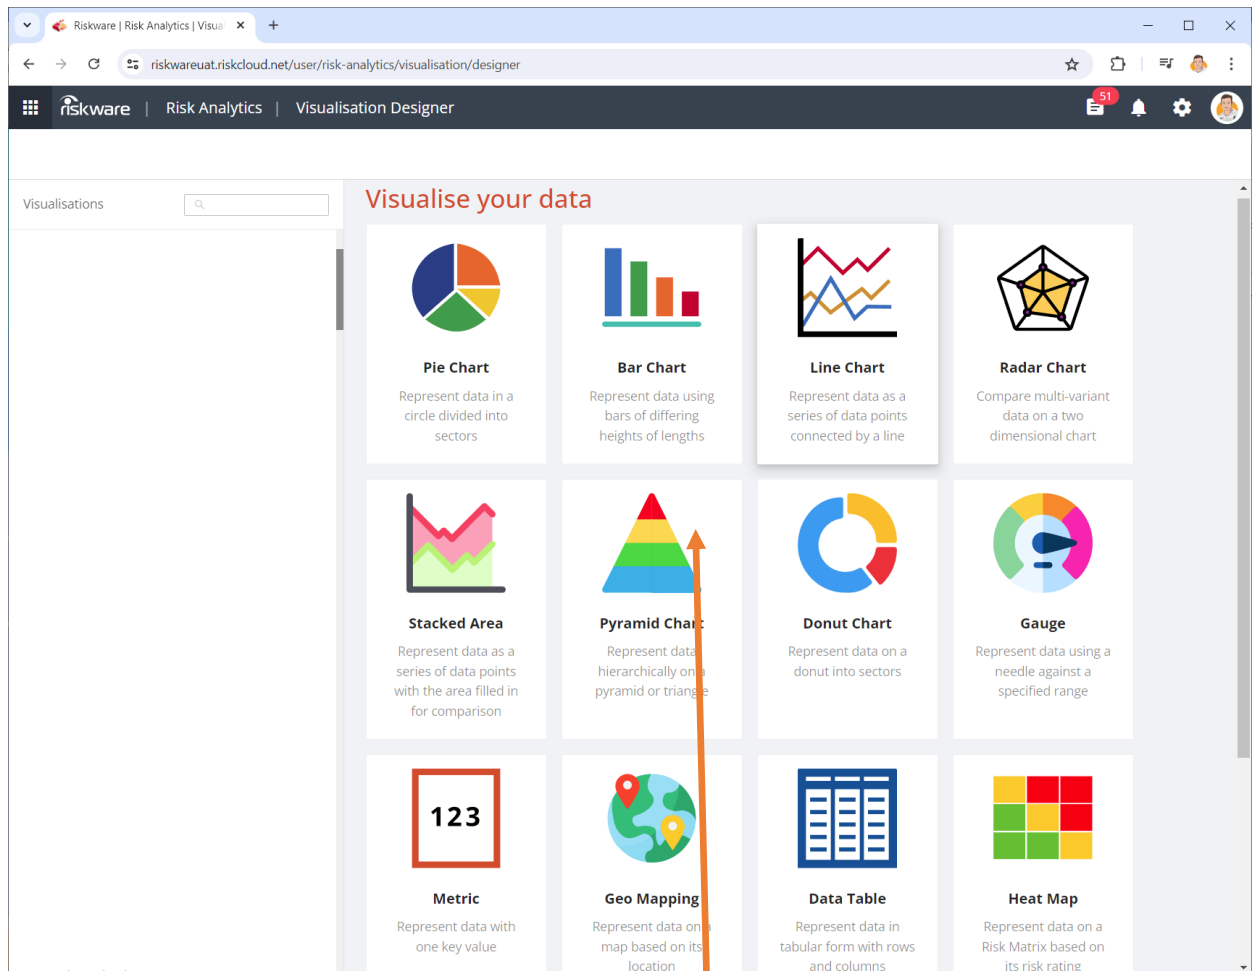 Riskware | Risk Analytics | Visua
riskwareuat.riskcloud.net/user/risk-analytics/visualisation/designer
riskware | Risk Analytics | Visualisation Designer
51
Visualisations
Visualise your data
Pie Chart
Represent data in a
circle divided into
sectors
Bar Chart
Represent data using
bars of differing
heights of lengths
Line Chart
Represent data as a
series of data points
connected by a line
Radar Chart
Compare multi-variant
data on a two
dimensional chart
Stacked Area
Represent data as a
series of data points
with the area filled in
for comparison
Pyramid Chart
Represent data
hierarchically on a
pyramid or triangle
Donut Chart
Represent data on a
donut into sectors
Gauge
Represent data using a
needle against a
specified range
123
Metric
Represent data with
one key value
Geo Mapping
Represent data on a
map based on its
location
Data Table
Represent data in
tabular form with rows
and columns
Heat Map
Represent data on a
Risk Matrix based on
its risk rating